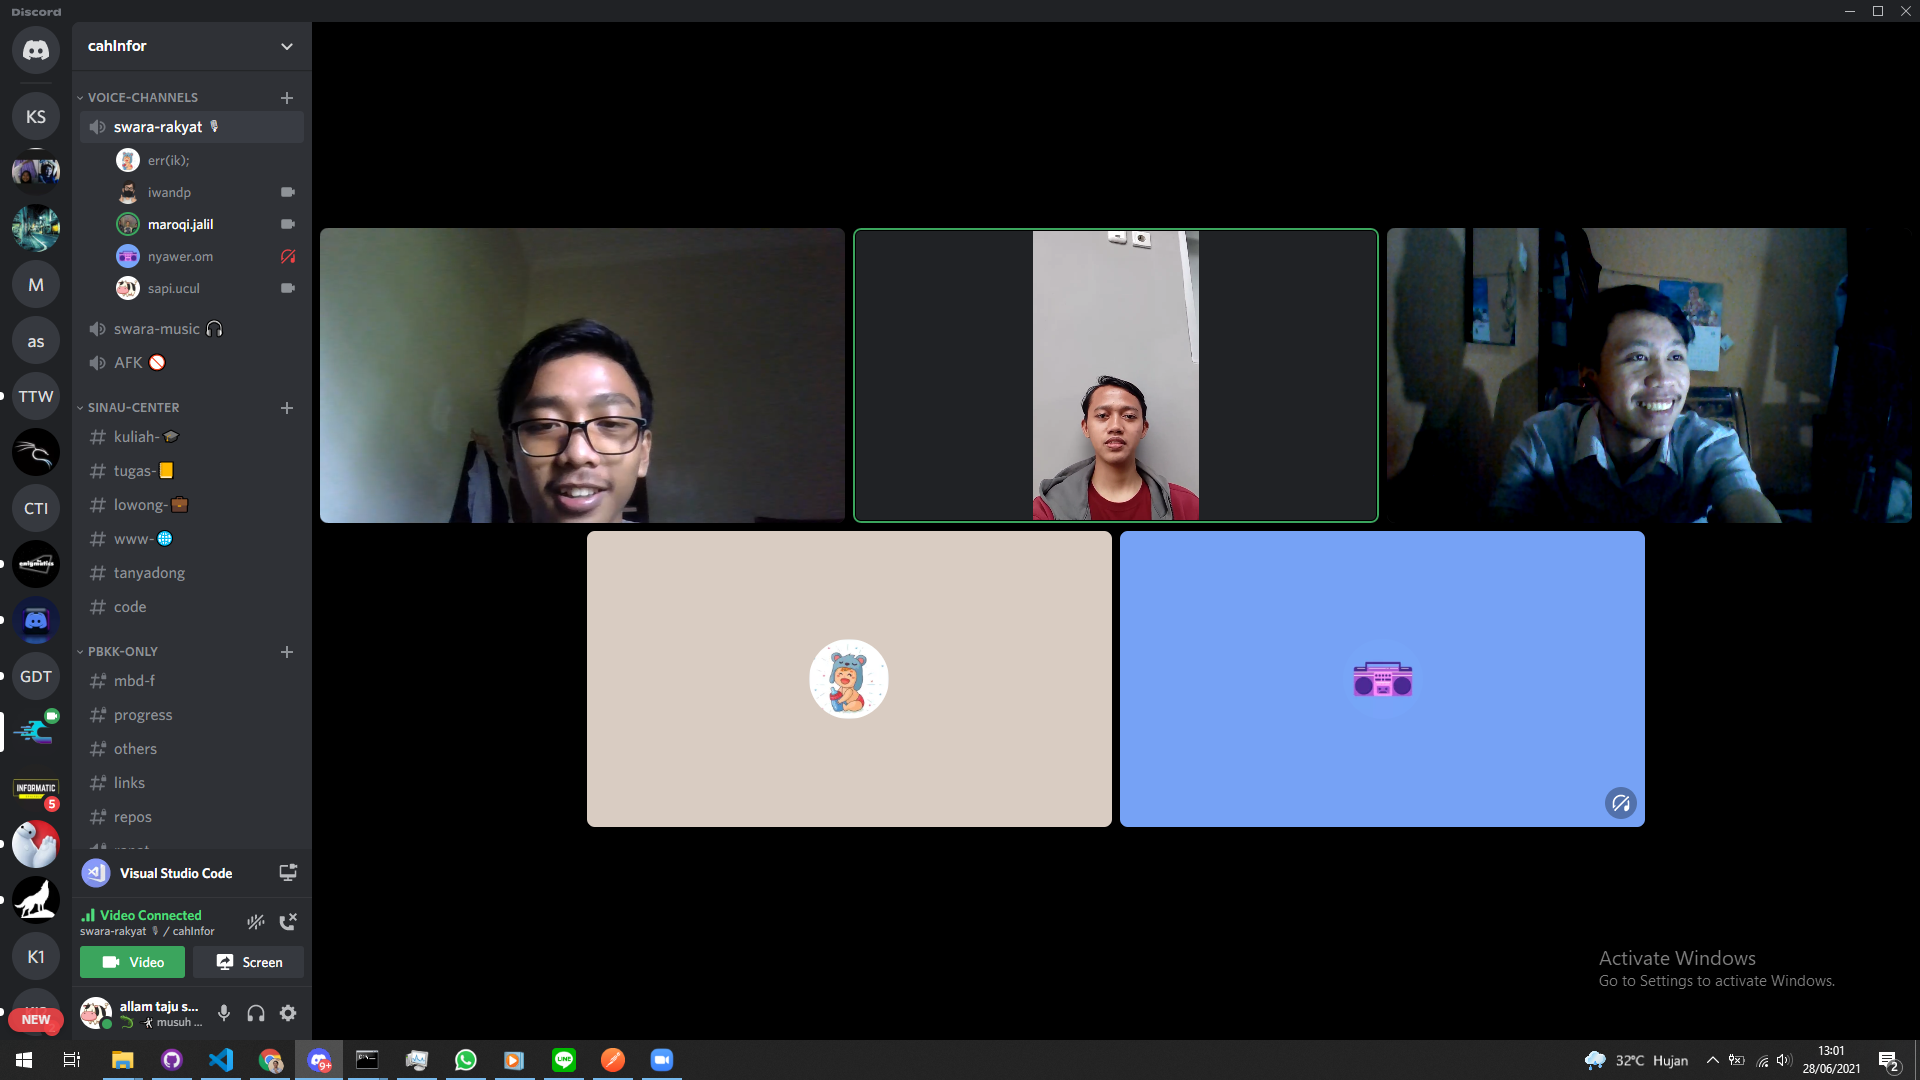 Discord
cahInfor
VOICE-CHANNELS
swara-rakyat
err(ik);
iwandp
maroqi.jalil
nyawer.om
sapi.ucul
swara-music
AFK
SINAU-CENTER
kuliah-
tugas-
lowong-
www-
tanyadong
code
PBKK-ONLY
mbd-f
progress
others
links
repos
KS
M
as
TTW
CTI
enigmatics
GDT
INFORMATIC
5
K1
NEW
Visual Studio Code
Video Connected
swara-rakyat / cahInfor
Video
Screen
allam taju s...
musuh ...
Activate Windows
Go to Settings to activate Windows.
9+
32°C Hujan
13:01
28/06/2021
2